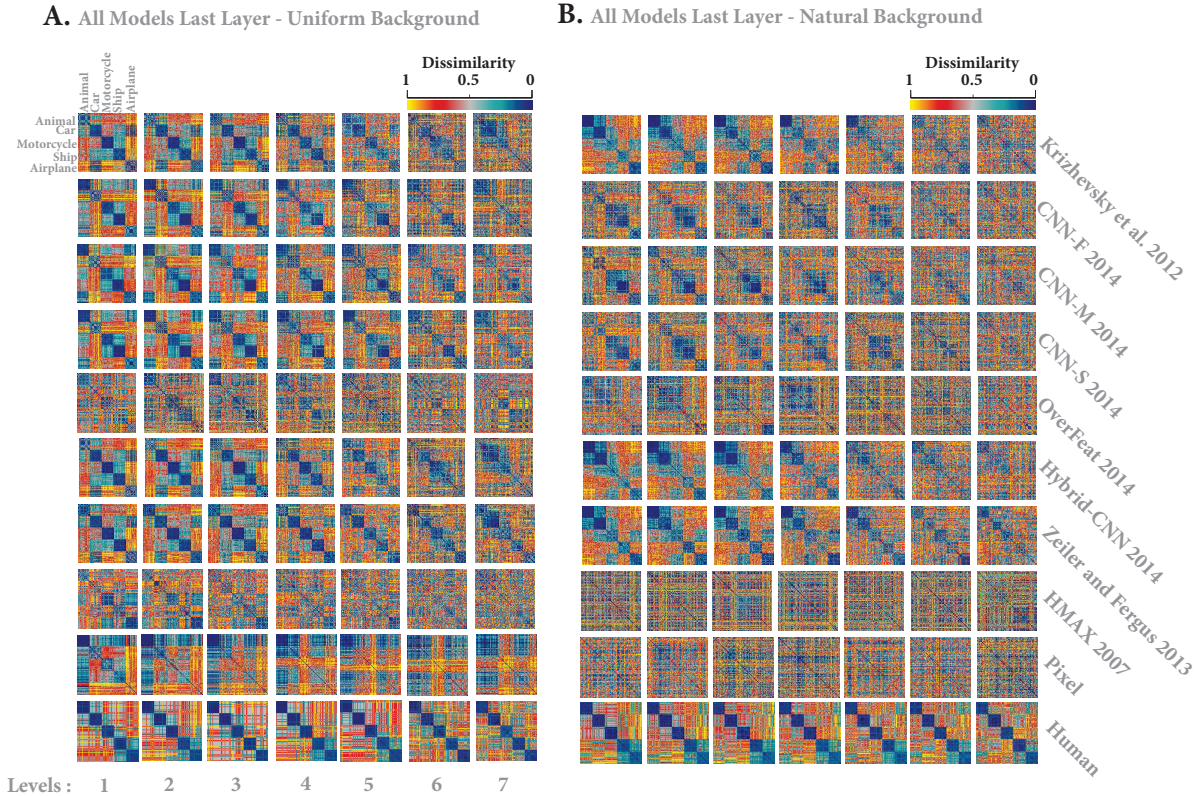 A. All Models Last Layer - Uniform Background
B. All Models Last Layer - Natural Background
Dissimilarity
1 0.5 0
Dissimilarity
1 0.5 0
Animal
Car
Motorcycle
Ship
Airplane
Animal
Car
Motorcycle
Ship
Airplane
Krizhevsky et al. 2012
CNN-F 2014
CNN-M 2014
CNN-S 2014
OverFeat 2014
Hybrid-CNN 2014
Zeiler and Fergus 2013
HMAX 2007
Pixel
Human
Levels : 1 2 3 4 5 6 7